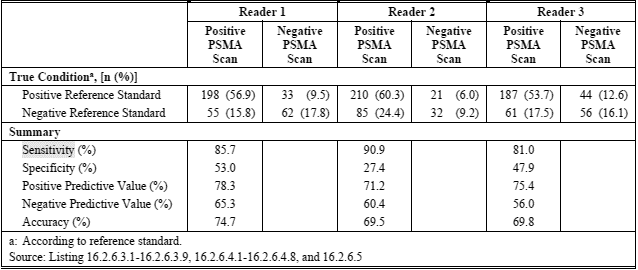 Reader 1 Reader 2 Reader 3
Positive PSMA Scan Negative PSMA Scan Positive PSMA Scan Negative PSMA Scan Positive PSMA Scan Negative PSMA Scan
True Conditionᵃ, [n (%)]
Positive Reference Standard 198 (56.9) 33 (9.5) 210 (60.3) 21 (6.0) 187 (53.7) 44 (12.6)
Negative Reference Standard 55 (15.8) 62 (17.8) 85 (24.4) 32 (9.2) 61 (17.5) 56 (16.1)
Summary
Sensitivity (%) 85.7 90.9 81.0
Specificity (%) 53.0 27.4 47.9
Positive Predictive Value (%) 78.3 71.2 75.4
Negative Predictive Value (%) 65.3 60.4 56.0
Accuracy (%) 74.7 69.5 69.8
a: According to reference standard.
Source: Listing 16.2.6.3.1-16.2.6.3.9, 16.2.6.4.1-16.2.6.4.8, and 16.2.6.5